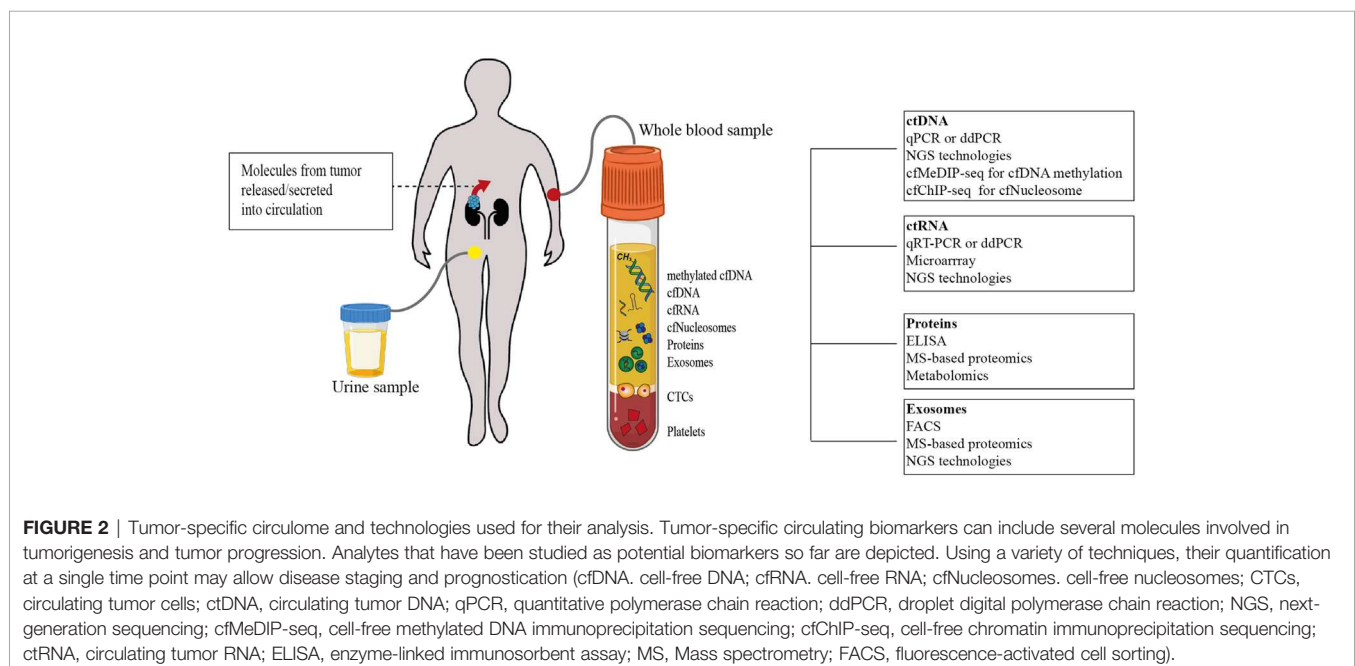 Whole blood sample
Molecules from tumor
released/secreted
into circulation
Urine sample
CH₃
methylated cfDNA
cfDNA
cfRNA
cfNucleosomes
Proteins
Exosomes
CTCs
Platelets
ctDNA
qPCR or ddPCR
NGS technologies
cfMeDIP-seq for cfDNA methylation
cfChIP-seq for cfNucleosome
ctRNA
qRT-PCR or ddPCR
Microarrray
NGS technologies
Proteins
ELISA
MS-based proteomics
Metabolomics
Exosomes
FACS
MS-based proteomics
NGS technologies
FIGURE 2 | Tumor-specific circulome and technologies used for their analysis. Tumor-specific circulating biomarkers can include several molecules involved in
tumorigenesis and tumor progression. Analytes that have been studied as potential biomarkers so far are depicted. Using a variety of techniques, their quantification
at a single time point may allow disease staging and prognostication (cfDNA. cell-free DNA; cfRNA. cell-free RNA; cfNucleosomes. cell-free nucleosomes; CTCs,
circulating tumor cells; ctDNA, circulating tumor DNA; qPCR, quantitative polymerase chain reaction; ddPCR, droplet digital polymerase chain reaction; NGS, next-
generation sequencing; cfMeDIP-seq, cell-free methylated DNA immunoprecipitation sequencing; cfChIP-seq, cell-free chromatin immunoprecipitation sequencing;
ctRNA, circulating tumor RNA; ELISA, enzyme-linked immunosorbent assay; MS, Mass spectrometry; FACS, fluorescence-activated cell sorting).